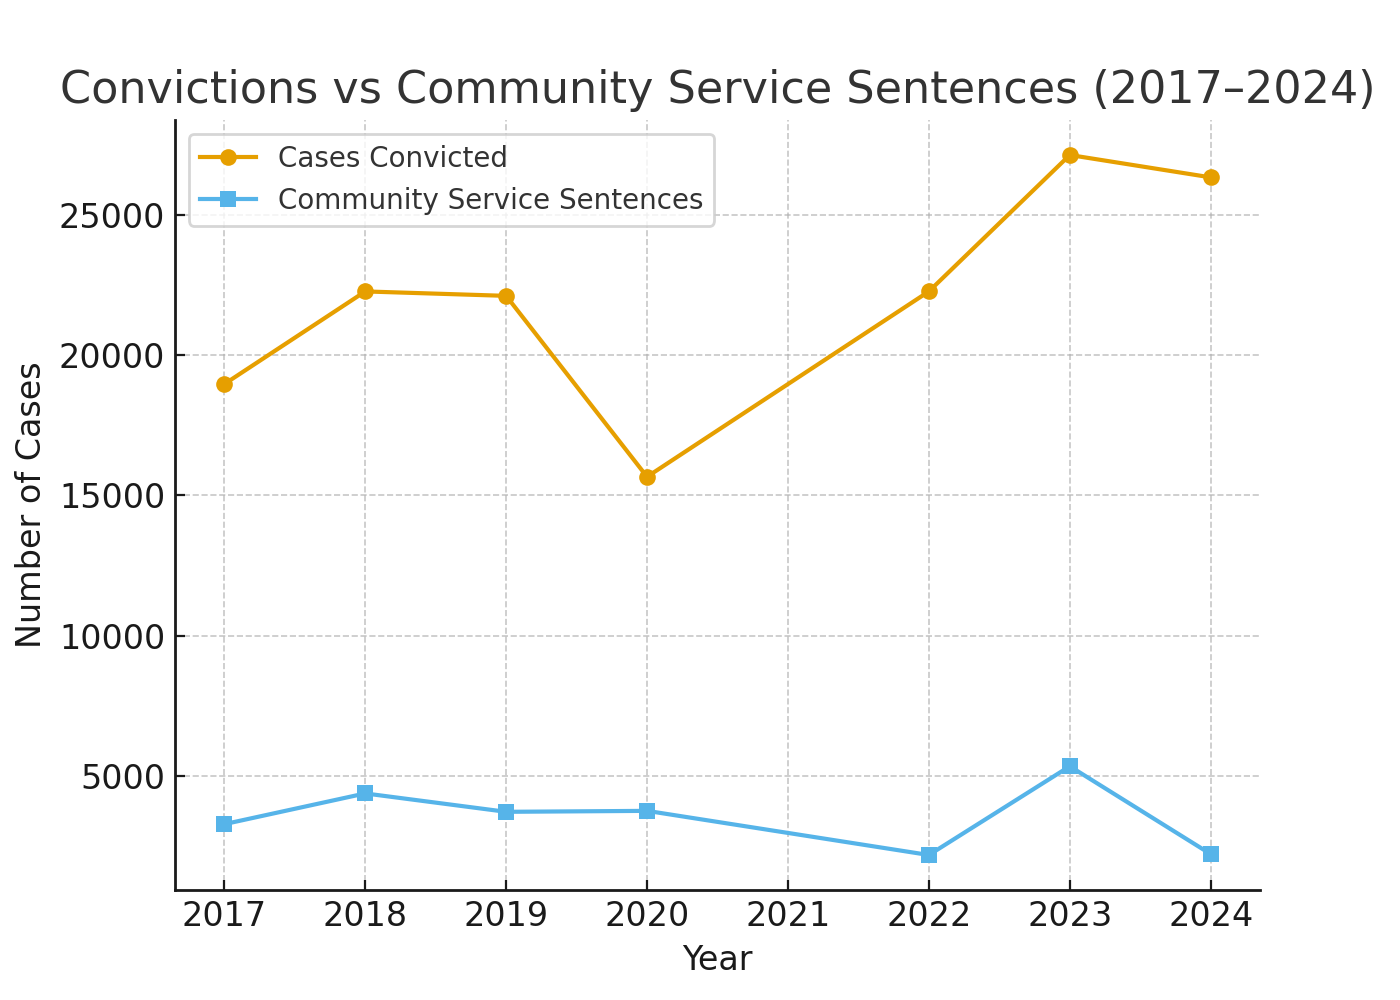 Convictions vs Community Service Sentences (2017–2024)
Cases Convicted
Community Service Sentences
25000
20000
15000
10000
5000
Number of Cases
2017 2018 2019 2020 2021 2022 2023 2024
Year